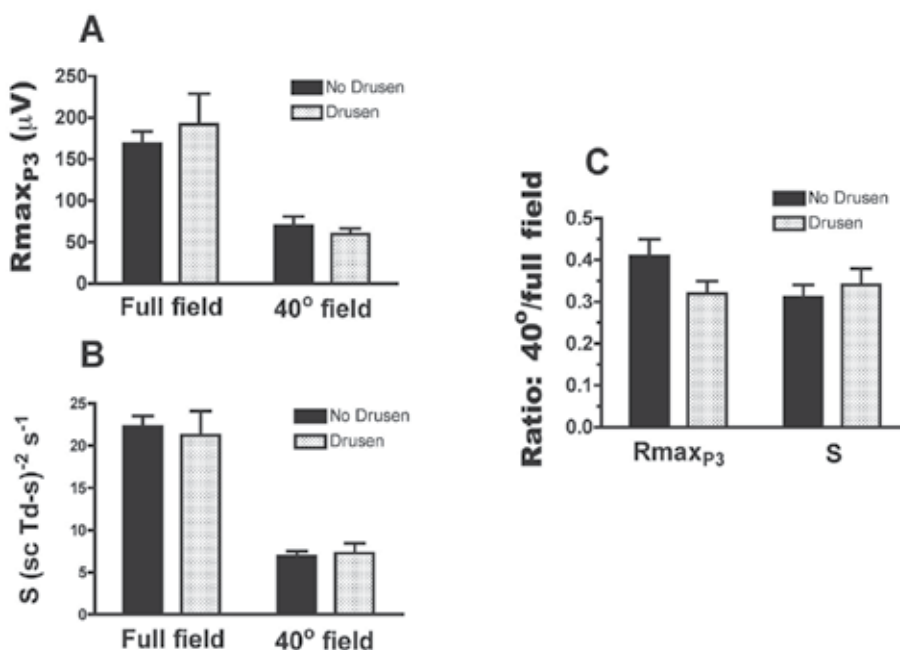 A
Rmax_P3 (µV)
250
200
150
100
50
0
No Drusen
Drusen
Full field
40° field
B
S (sc Td-s)⁻² s⁻¹
25
20
15
10
5
0
No Drusen
Drusen
Full field
40° field
C
Ratio: 40°/full field
0.5
0.4
0.3
0.2
0.1
0.0
No Drusen
Drusen
Rmax_P3
S